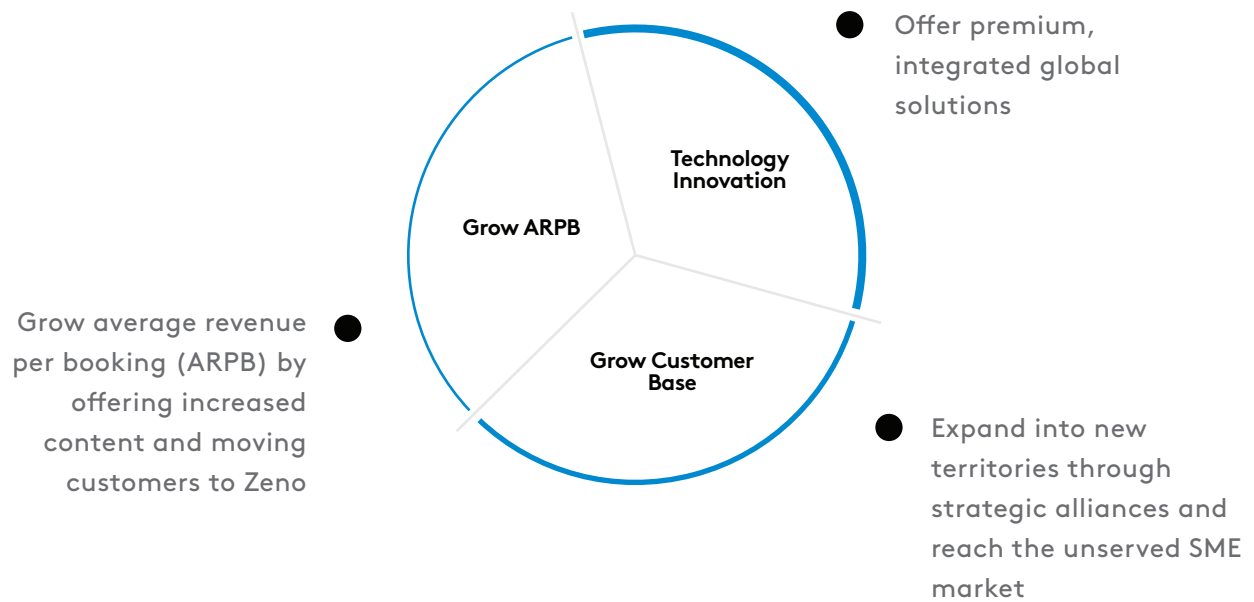 Offer premium,
integrated global
solutions
Technology
Innovation
Grow ARPB
Grow average revenue
per booking (ARPB) by
offering increased
content and moving
customers to Zeno
Grow Customer
Base
Expand into new
territories through
strategic alliances and
reach the unserved SME
market